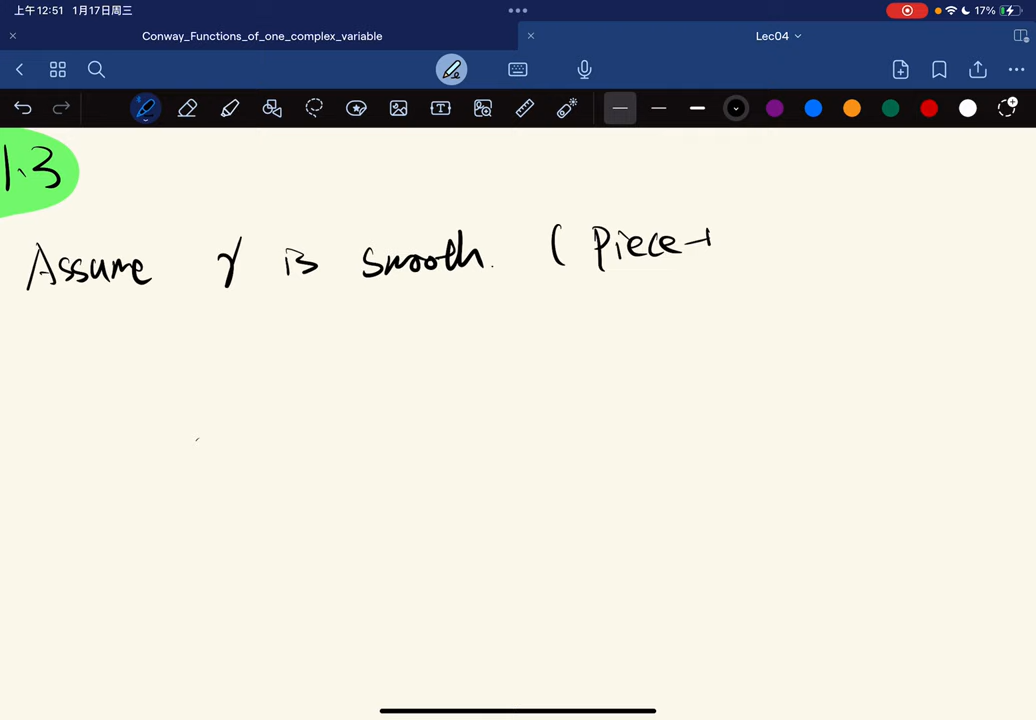 上午12:51 1月17日周三
17%
Conway_Functions_of_one_complex_variable
Lec04
1.3
Assume γ is smooth. ( Piece-